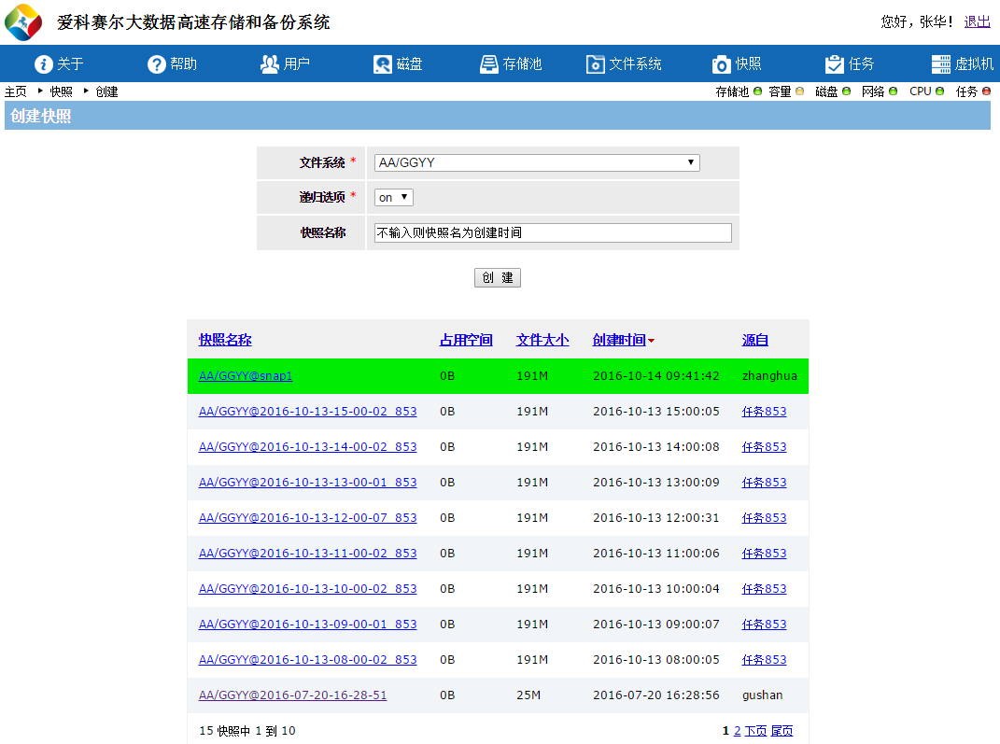 爱科赛尔大数据高速存储和备份系统
您好，张华！ 退出
关于 帮助 用户 磁盘 存储池 文件系统 快照 任务 虚拟机
主页 快照 创建 存储池 容量 磁盘 网络 CPU 任务
创建快照
文件系统 * AA/GGYY
递归选项 * on
快照名称 不输入则快照名为创建时间
创 建
快照名称 占用空间 文件大小 创建时间 源自
AA/GGYY@snap1 0B 191M 2016-10-14 09:41:42 zhanghua
AA/GGYY@2016-10-13-15-00-02_853 0B 191M 2016-10-13 15:00:05 任务853
AA/GGYY@2016-10-13-14-00-02_853 0B 191M 2016-10-13 14:00:08 任务853
AA/GGYY@2016-10-13-13-00-01_853 0B 191M 2016-10-13 13:00:09 任务853
AA/GGYY@2016-10-13-12-00-07_853 0B 191M 2016-10-13 12:00:31 任务853
AA/GGYY@2016-10-13-11-00-02_853 0B 191M 2016-10-13 11:00:06 任务853
AA/GGYY@2016-10-13-10-00-02_853 0B 191M 2016-10-13 10:00:04 任务853
AA/GGYY@2016-10-13-09-00-01_853 0B 191M 2016-10-13 09:00:07 任务853
AA/GGYY@2016-10-13-08-00-02_853 0B 191M 2016-10-13 08:00:05 任务853
AA/GGYY@2016-07-20-16-28-51 0B 25M 2016-07-20 16:28:56 gushan
15 快照中 1 到 10 1 2 下页 尾页